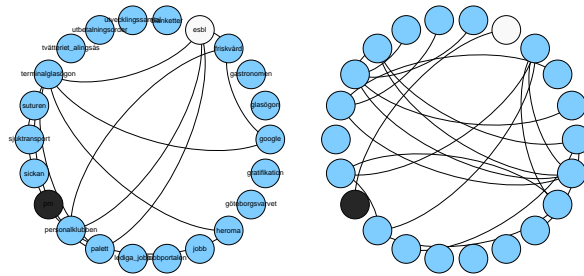 utvecklingssamtal
blanketter
utbetalningsorder
esbl
tvätteriet_alingsås
friskvård
terminalglasögon
gastronomen
suturen
glasögon
sjuktransport
google
sickan
gratifikation
pm
göteborgsvarvet
personalklubben
heroma
palett
jobb
lediga_jobb
jobbportalen